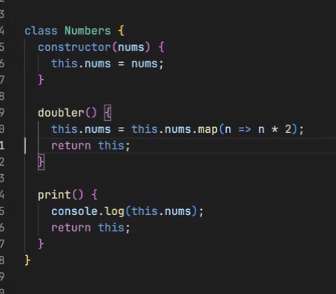 3
4 class Numbers {
5 constructor(nums) {
6 this.nums = nums;
7 }
8
9 doubler() {
0 this.nums = this.nums.map(n => n * 2);
1 return this;
2 }
3
4 print() {
5 console.log(this.nums);
6 return this;
7 }
8 }
9
0